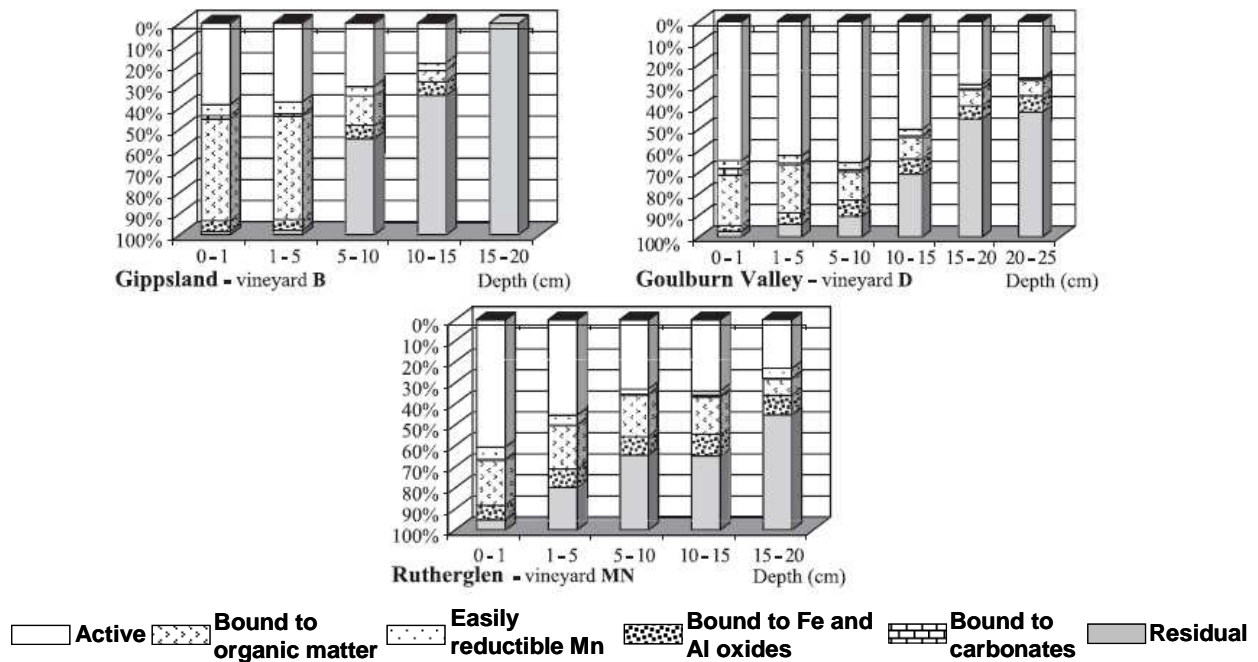 0%
10%
20%
30%
40%
50%
60%
70%
80%
90%
100%
0-1 1-5 5-10 10-15 15-20
Gippsland - vineyard B Depth (cm)
0%
10%
20%
30%
40%
50%
60%
70%
80%
90%
100%
0-1 1-5 5-10 10-15 15-20 20-25
Goulburn Valley - vineyard D Depth (cm)
0%
10%
20%
30%
40%
50%
60%
70%
80%
90%
100%
0-1 1-5 5-10 10-15 15-20
Rutherglen - vineyard MN Depth (cm)
Active
Bound to
organic matter
Easily
reductible Mn
Bound to Fe and
Al oxides
Bound to
carbonates
Residual